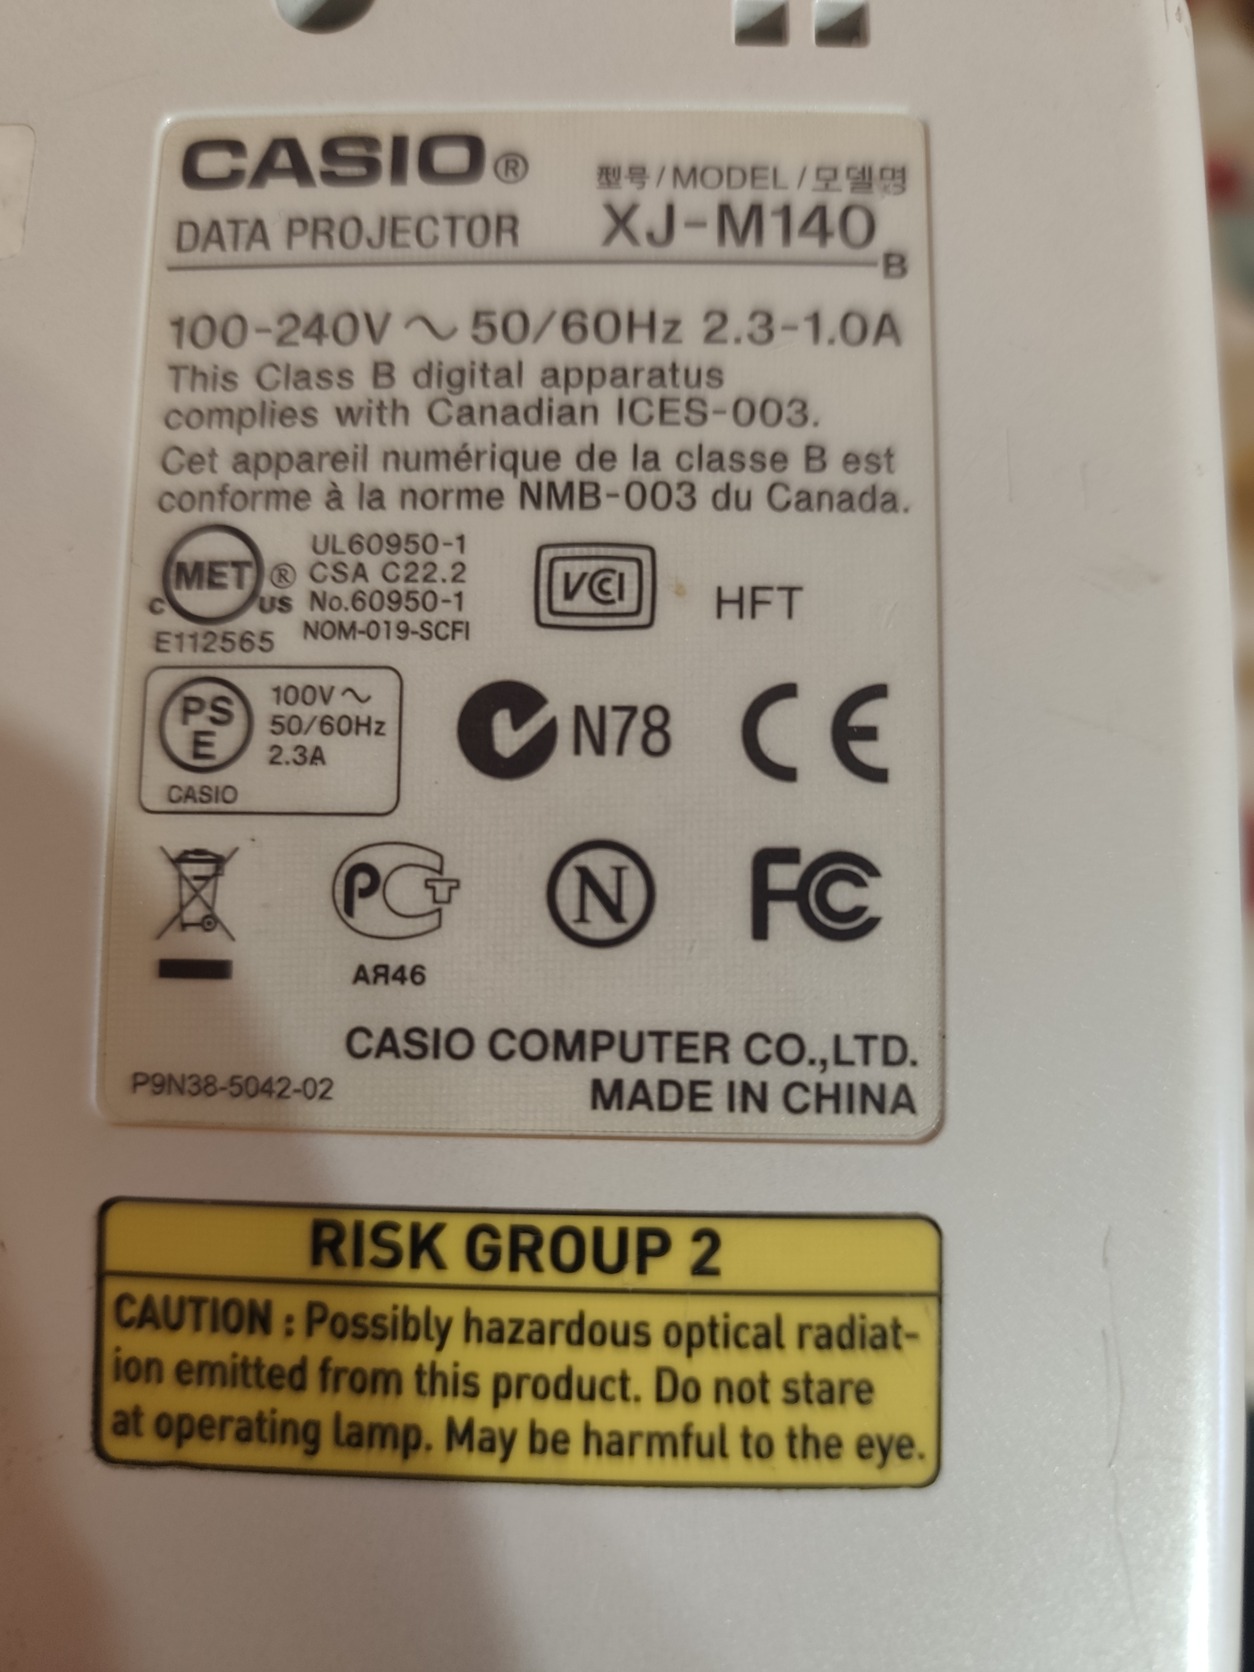 CASIO®
型号/MODEL/모델명
DATA PROJECTOR XJ-M140
B
100-240V ~ 50/60Hz 2.3-1.0A
This Class B digital apparatus
complies with Canadian ICES-003.
Cet appareil numérique de la classe B est
conforme à la norme NMB-003 du Canada.
MET ® C US
E112565
UL60950-1
CSA C22.2
No.60950-1
NOM-019-SCFI
VCCI
HFT
PS
E
100V ~
50/60Hz
2.3A
CASIO
N78
CE
РСТ
АЯ46
N
FC
CASIO COMPUTER CO.,LTD.
P9N38-5042-02
MADE IN CHINA
RISK GROUP 2
CAUTION : Possibly hazardous optical radiat-
ion emitted from this product. Do not stare
at operating lamp. May be harmful to the eye.